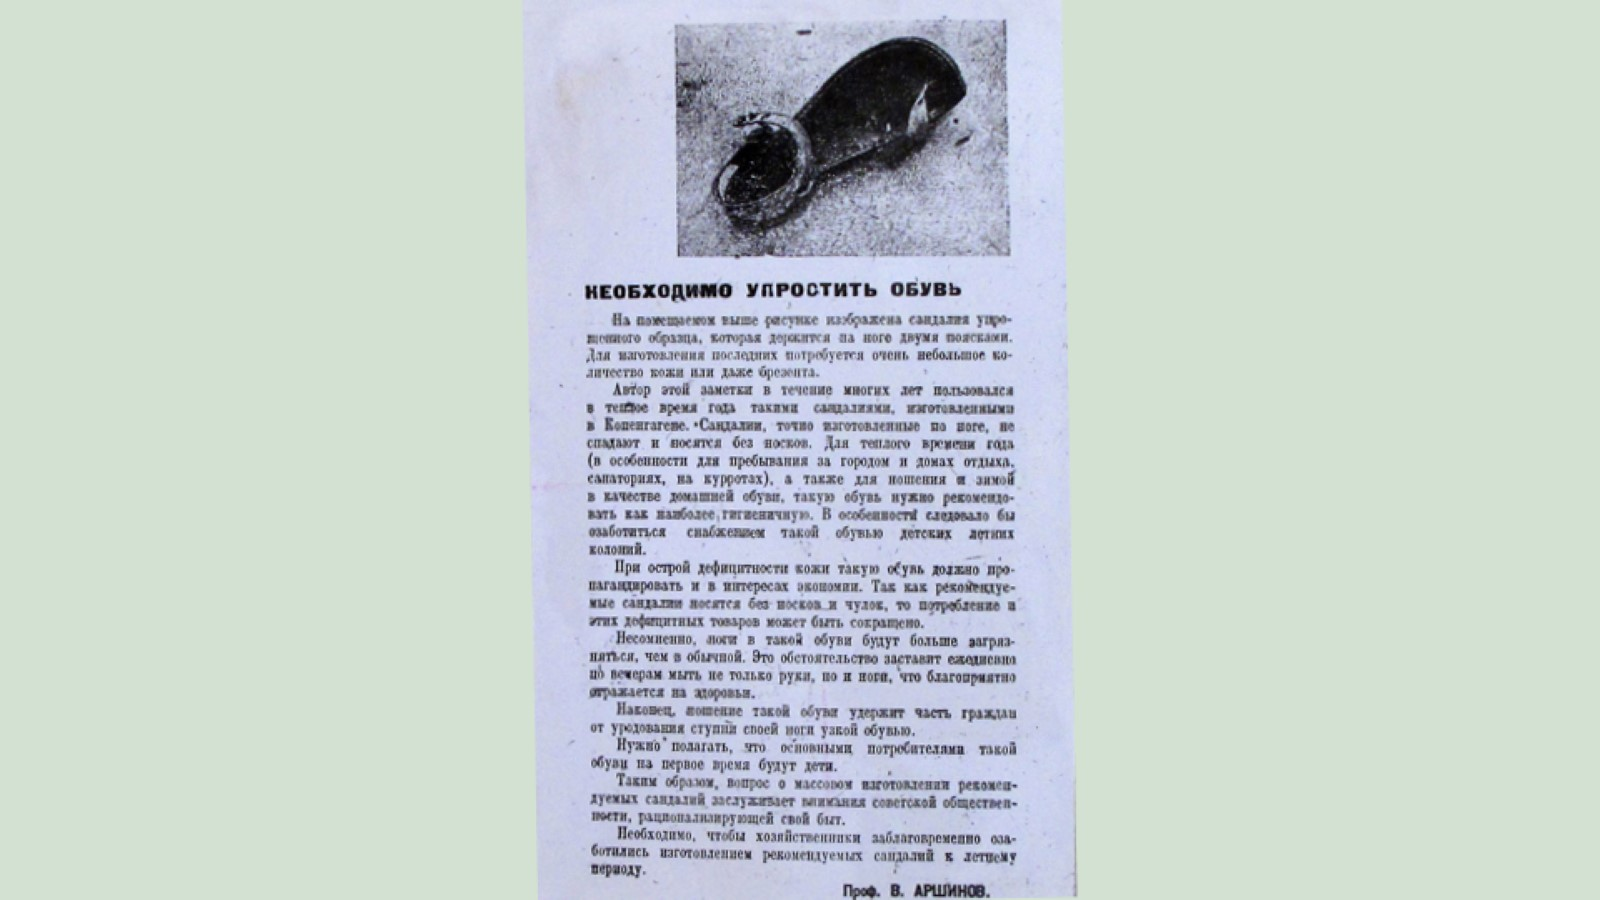 НЕОБХОДИМО УПРОСТИТЬ ОБУВЬ
На помещаемом выше рисунке изображена сандалия упро-
щенного образца, которая держится на ноге двумя поясками.
Для изготовления последних потребуется очень небольшое ко-
личество кожи или даже брезента.
Автор этой заметки в течение многих лет пользовался
в теплое время года такими сандалиями, изготовленными
в Копенгагене. Сандалии, точно изготовленные по ноге, не
спадают и носятся без носков. Для теплого времени года
(в особенности для пребывания за городом и домах отдыха,
санаториях, на курротах), а также для ношения и зимой
в качестве домашней обуви, такую обувь нужно рекомендо-
вать как наиболее гигиеничную. В особенности следовало бы
озаботиться снабжением такой обувью детских летних
колоний.
При острой дефицитности кожи такую обувь должно про-
пагандировать и в интересах экономии. Так как рекомендуе-
мые сандалии носятся без носков и чулок, то потребление и
этих дефицитных товаров может быть сокращено.
Несомненно, ноги в такой обуви будут больше загряз-
няться, чем в обычной. Это обстоятельство заставит ежедневно
по вечерам мыть не только руки, но и ноги, что благоприятно
отражается на здоровьи.
Наконец, ношение такой обуви удержит часть граждан
от уродования ступни своей ноги узкой обувью.
Нужно полагать, что основными потребителями такой
обуви на первое время будут дети.
Таким образом, вопрос о массовом изготовлении рекомен-
дуемых сандалий заслуживает внимания советской обществен-
ности, рационализирующей свой быт.
Необходимо, чтобы хозяйственники заблаговременно оза-
ботились изготовлением рекомендуемых сандалий к летнему
периоду.
Проф. В. АРШИНОВ.